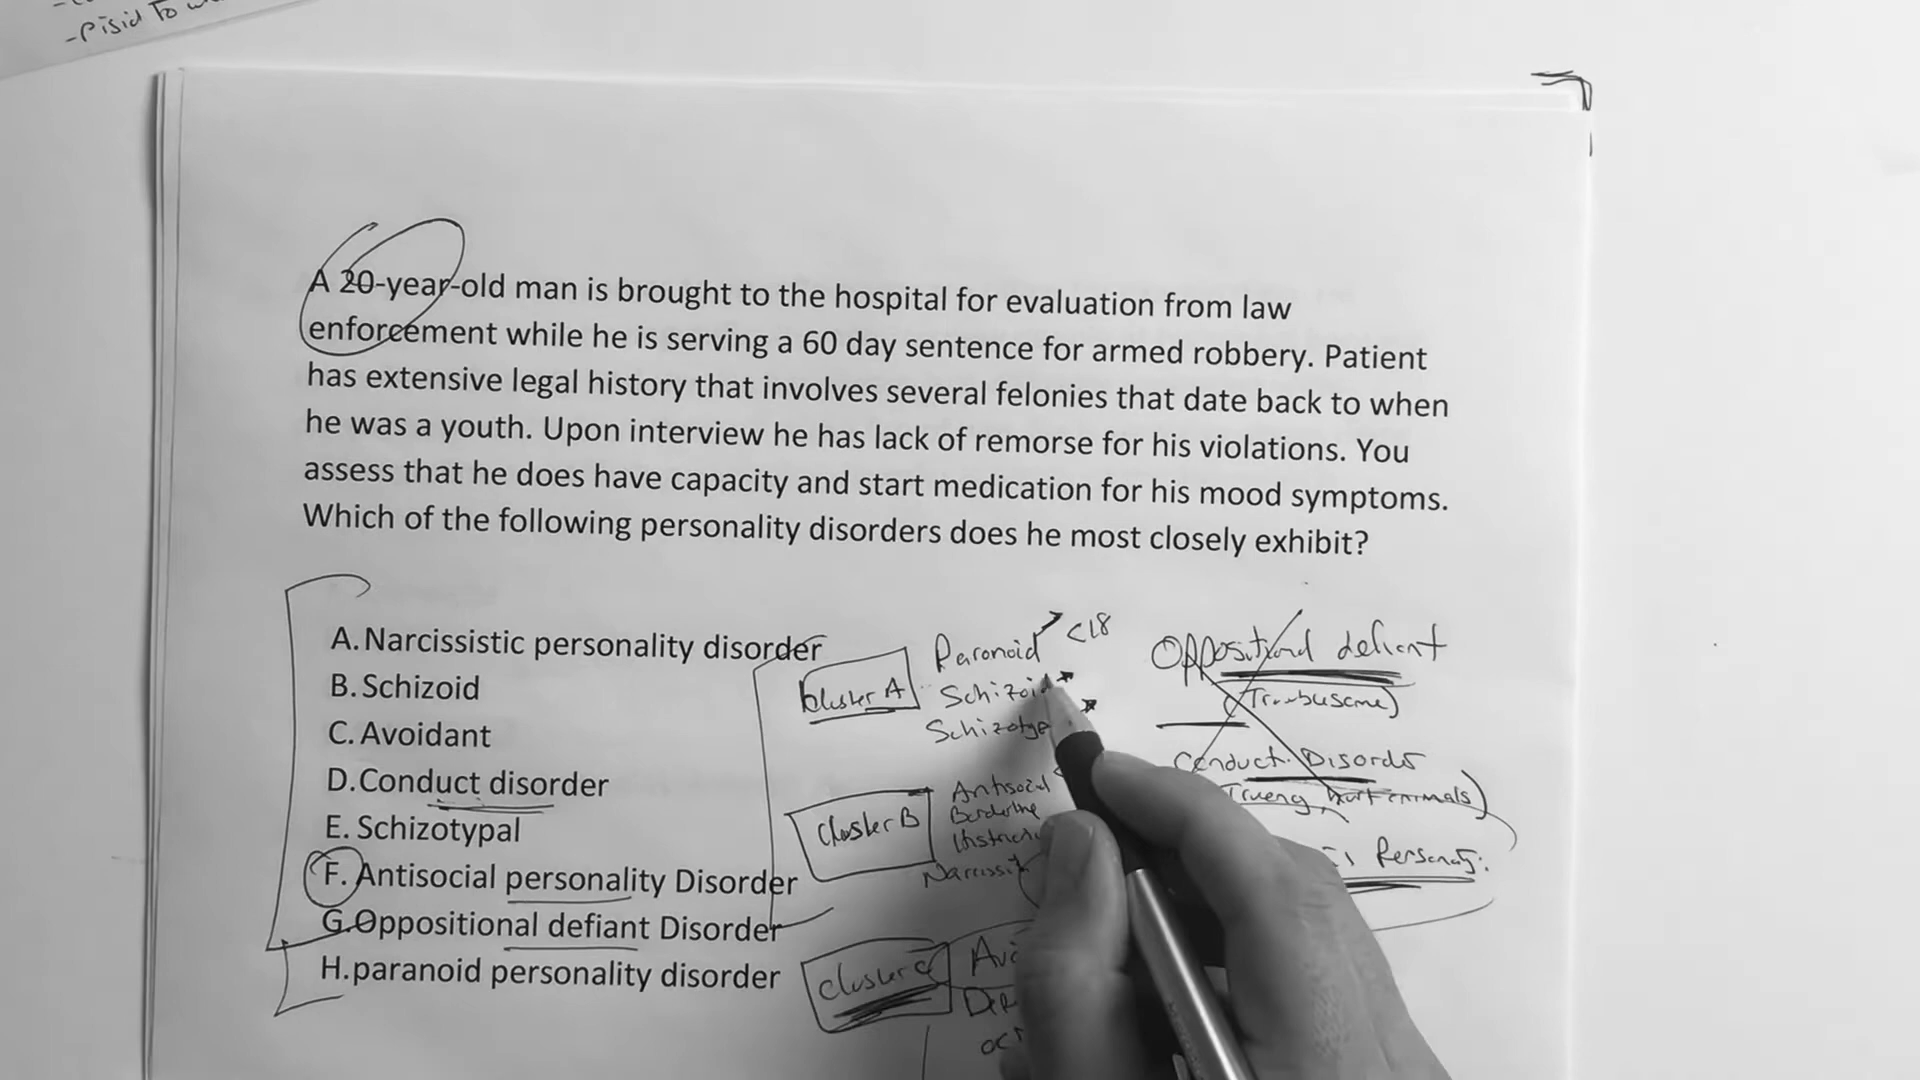 -Pisid To
A 20-year-old man is brought to the hospital for evaluation from law
enforcement while he is serving a 60 day sentence for armed robbery. Patient
has extensive legal history that involves several felonies that date back to when
he was a youth. Upon interview he has lack of remorse for his violations. You
assess that he does have capacity and start medication for his mood symptoms.
Which of the following personality disorders does he most closely exhibit?
A. Narcissistic personality disorder
B. Schizoid
C. Avoidant
D. Conduct disorder
E. Schizotypal
F. Antisocial personality Disorder
G. Oppositional defiant Disorder
H. paranoid personality disorder
Cluster A
Paranoid <18
Schizoid
Cluster B
Antisocial
Borderline
Cluster C
Oppositional defiant
Conduct Disorder
hurt animals)